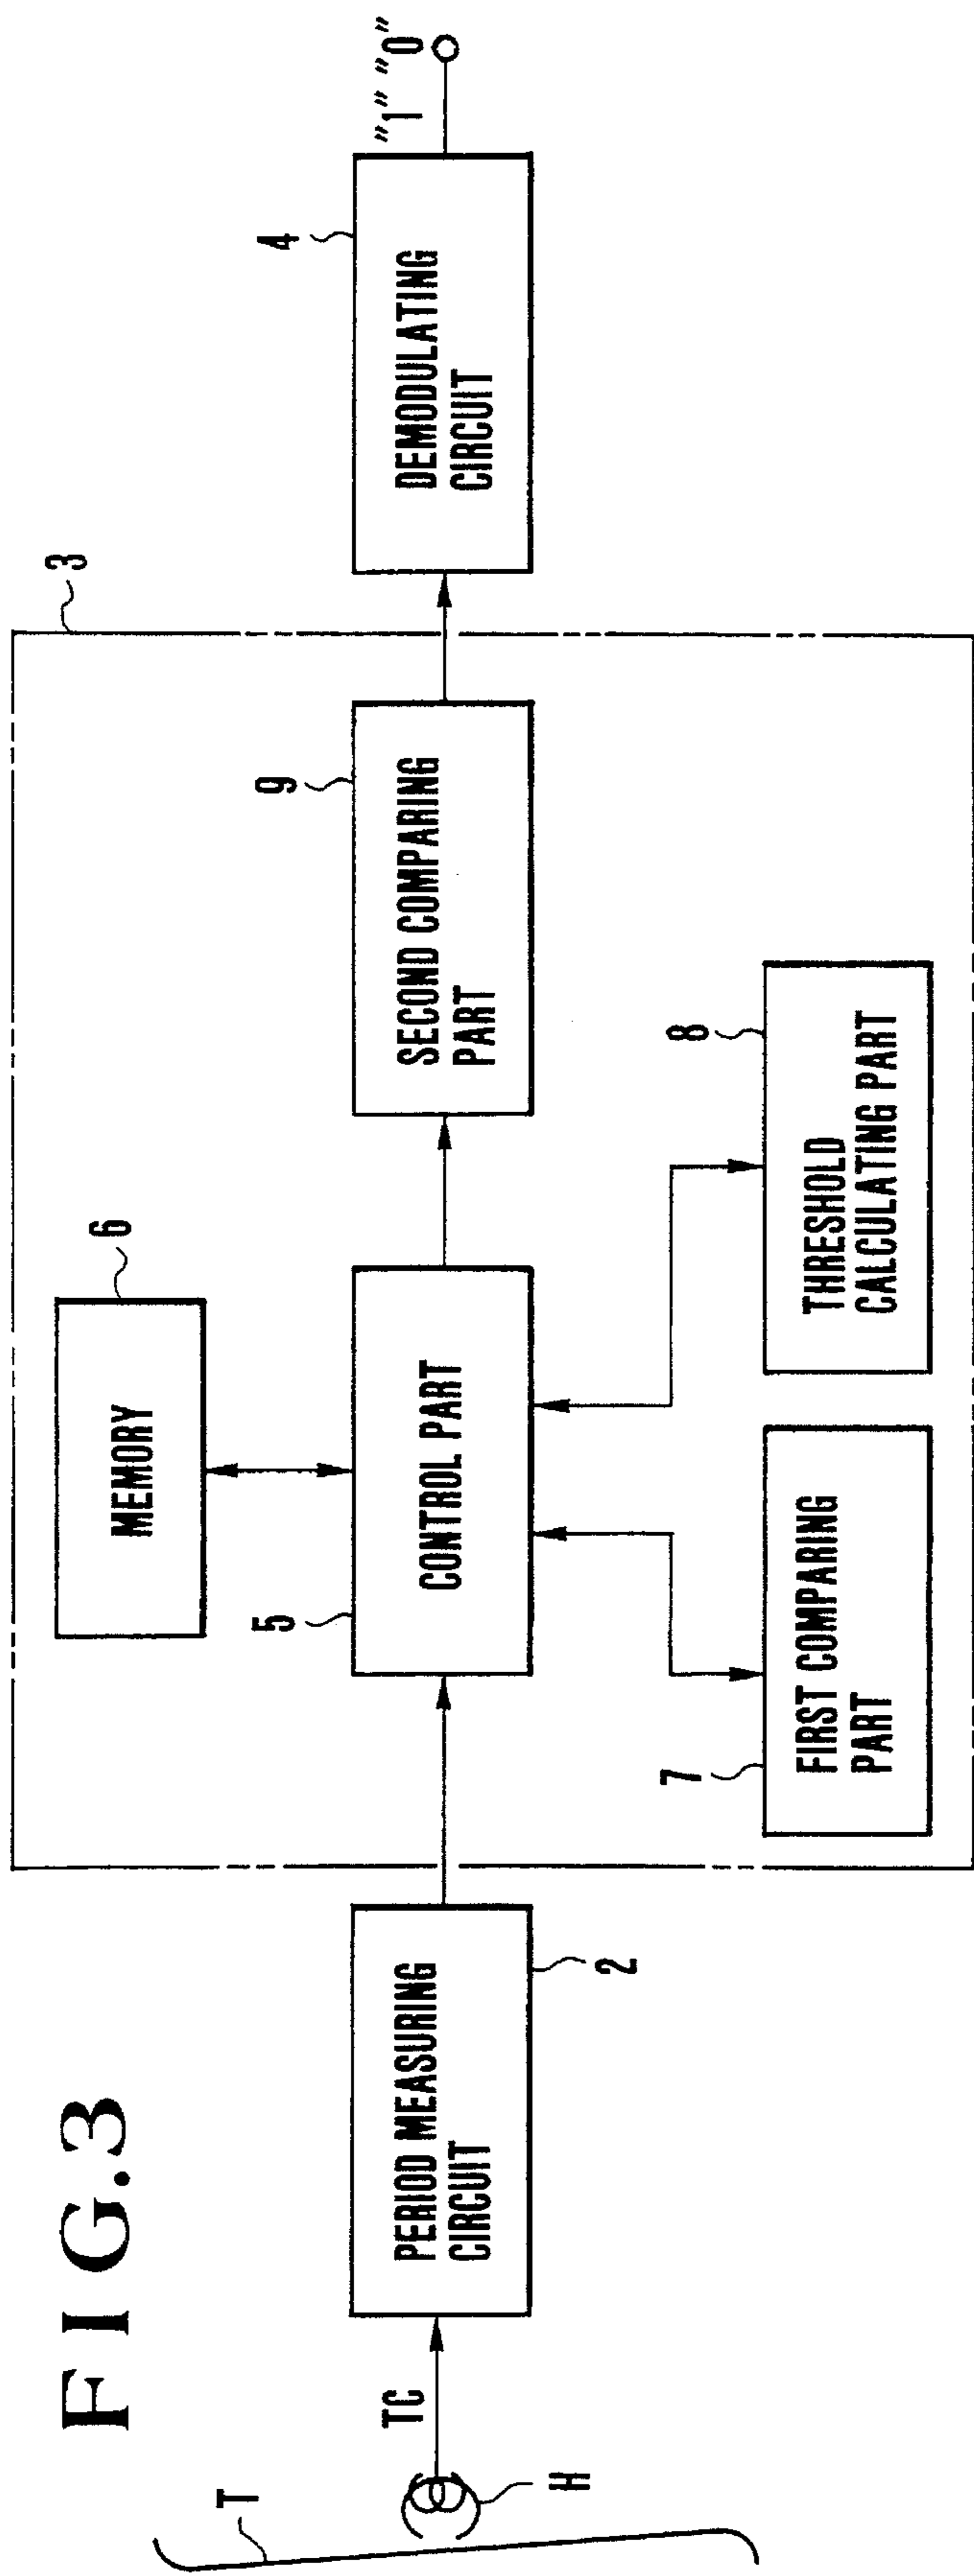 FIG.3
T
H
TC
PERIOD MEASURING
CIRCUIT
2
3
MEMORY
6
5
CONTROL PART
7
FIRST COMPARING
PART
8
THRESHOLD
CALCULATING PART
9
SECOND COMPARING
PART
4
DEMODULATING
CIRCUIT
"1" "0"